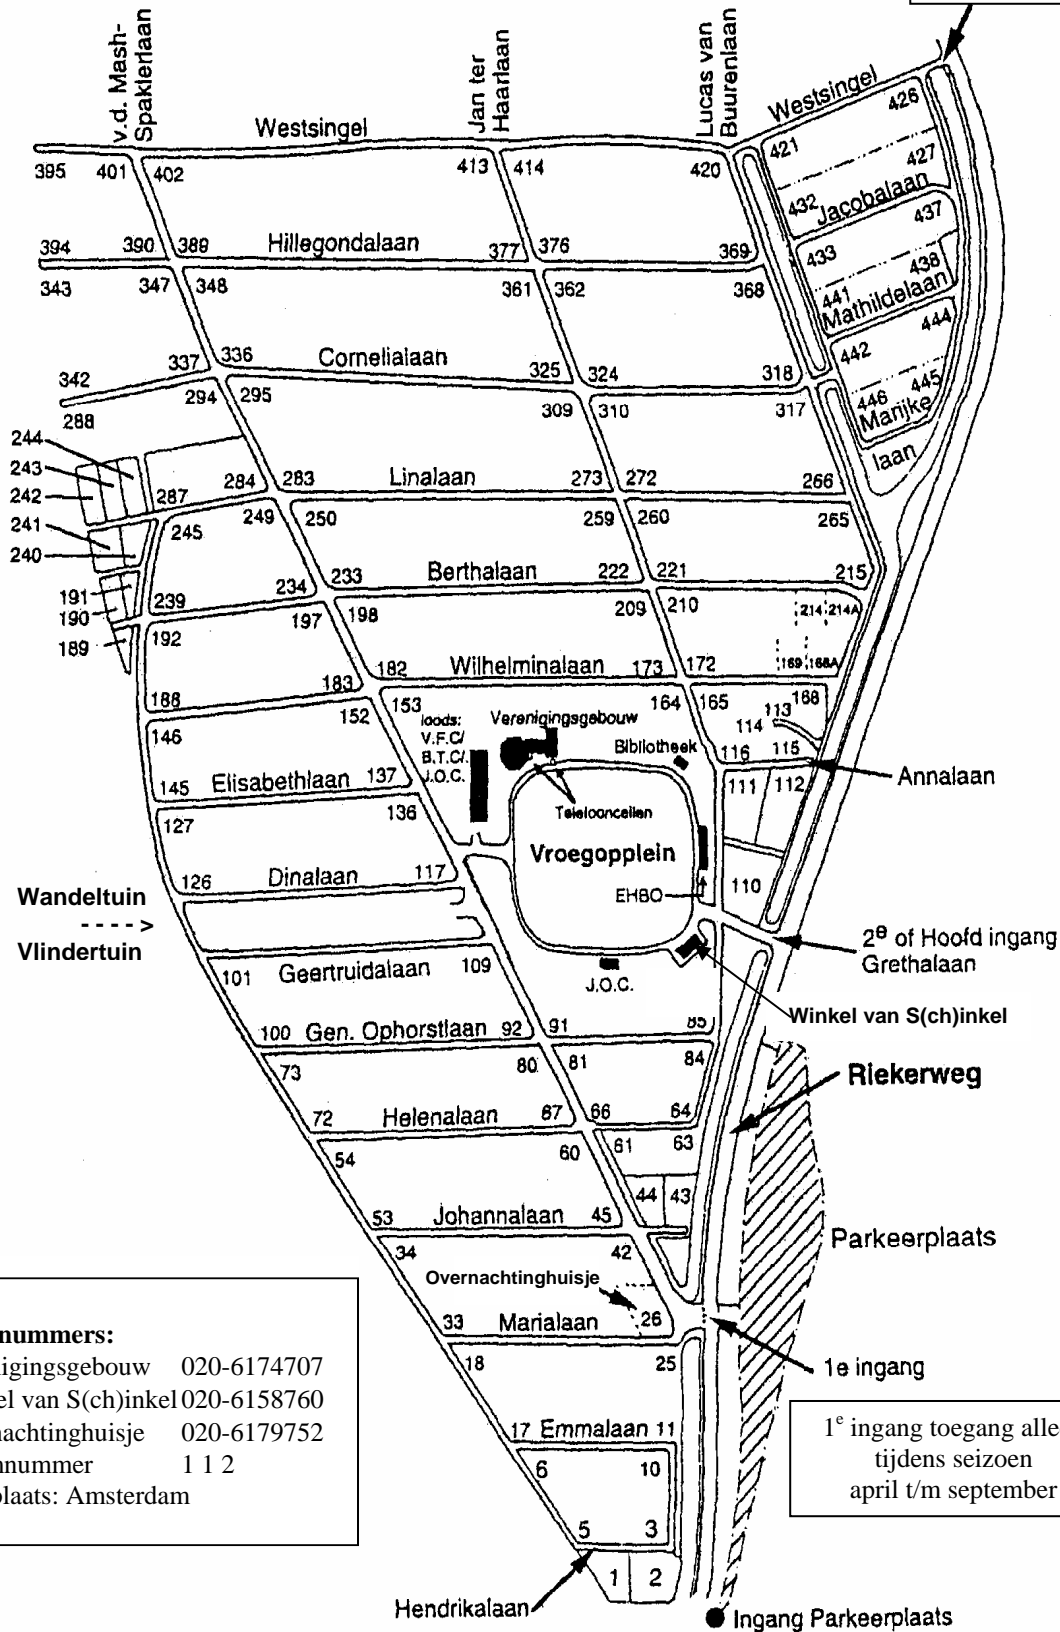 v.d. Mash-
Spaklerlaan
Jan ter
Haarlaan
Lucas van
Buurenlaan
Westsingel
Westsingel
426
421
395 401 402 413 414 420
427
432 Jacobalaan
437
394 390 389 Hillegondalaan 377 376 369
433
438
343 347 348 361 362 368
441
Mathildelaan
444
442
337 336 Cornelialaan 325 324 318
342
445
446
Marijke
laan
288 294 295 309 310 317
244
243
242
241
240
287 284 283 Linalaan 273 272 266
245 249 250 259 260 265
191
190
189
239 234 233 Berthalaan 222 221 215
192 197 198 209 210 214 214A
169 168A
188 183 182 Wilhelminalaan 173 172
146 152 153 164 165 168
113
114
116 115
loods:
V.F.C/
B.T.C/.
J.O.C.
Verenigingsgebouw
Bibliotheek
Telefooncellen
Annalaan
145 Elisabethlaan 137
111 112
127 136
Vroegopplein
126 Dinalaan 117
EHBO
110
Wandeltuin
---->
Vlindertuin
2e of Hoofd ingang
Grethalaan
101 Geertruidalaan 109
J.O.C.
Winkel van S(ch)inkel
100 Gen. Ophorstlaan 92 91 85
73 80 81 84
Riekerweg
72 Helenalaan 67 66 64
54 60 61 63
44 43
53 Johannalaan 45
Parkeerplaats
34 42
Overnachtinghuisje
33 Marialaan 26
18 25
1e ingang
17 Emmalaan 11
6 10
5 3
1 2
Hendrikalaan
Ingang Parkeerplaats
nummers:
nigingsgebouw 020-6174707
el van S(ch)inkel 020-6158760
nachtinghuisje 020-6179752
nnummer 1 1 2
plaats: Amsterdam
1e ingang toegang alle
tijdens seizoen
april t/m september